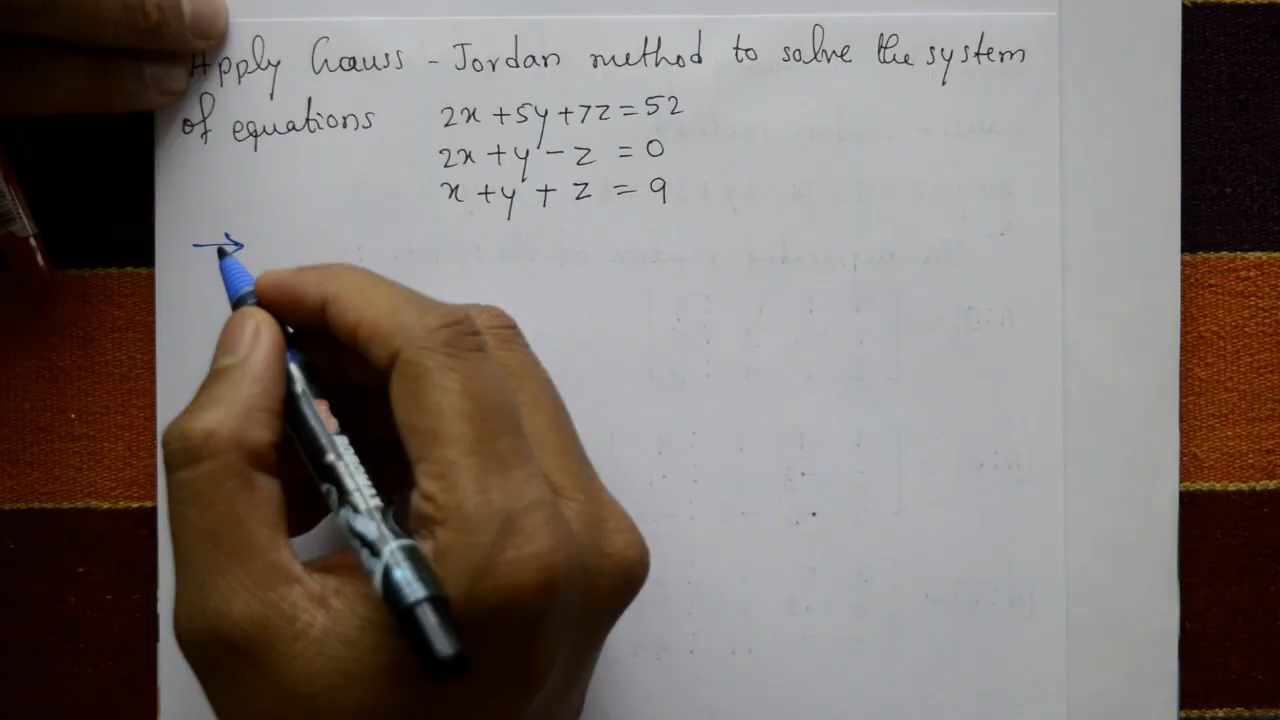 Apply Gauss - Jordan method to solve the system
of equations 2x + 5y + 7z = 52
2x + y - z = 0
x + y + z = 9